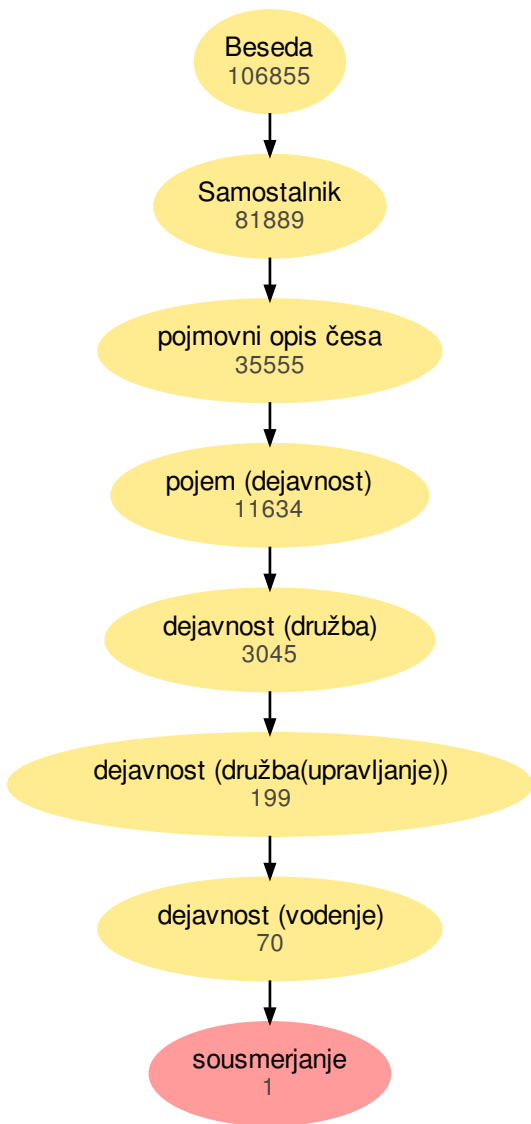 Beseda
106855
Samostalnik
81889
pojmovni opis česa
35555
pojem (dejavnost)
11634
dejavnost (družba)
3045
dejavnost (družba(upravljanje))
199
dejavnost (vodenje)
70
sousmerjanje
1